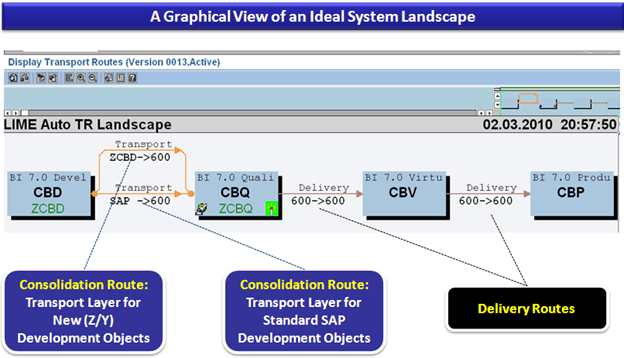 A Graphical View of an Ideal System Landscape
Display Transport Routes (Version 0013,Active)
LIME Auto TR Landscape 02.03.2010 20:57:50
Transport
ZCBD->600
BI 7.0 Devel
CBD
ZCBD
Transport
SAP ->600
BI 7.0 Quali
CBQ
ZCBQ
Delivery
600->600
BI 7.0 Virtu
CBV
Delivery
600->600
BI 7.0 Produ
CBP
Consolidation Route:
Transport Layer for
New (Z/Y)
Development Objects
Consolidation Route:
Transport Layer for
Standard SAP
Development Objects
Delivery Routes